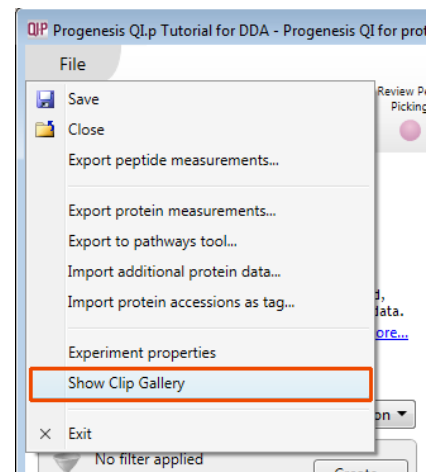 QI.P Progenesis QI.p Tutorial for DDA - Progenesis QI for prot
File
Review Pe
Picking
Save
Close
Export peptide measurements...
Export protein measurements...
Export to pathways tool...
Import additional protein data...
Import protein accessions as tag...
data.
ore...
Experiment properties
Show Clip Gallery
on
Exit
No filter applied
Create